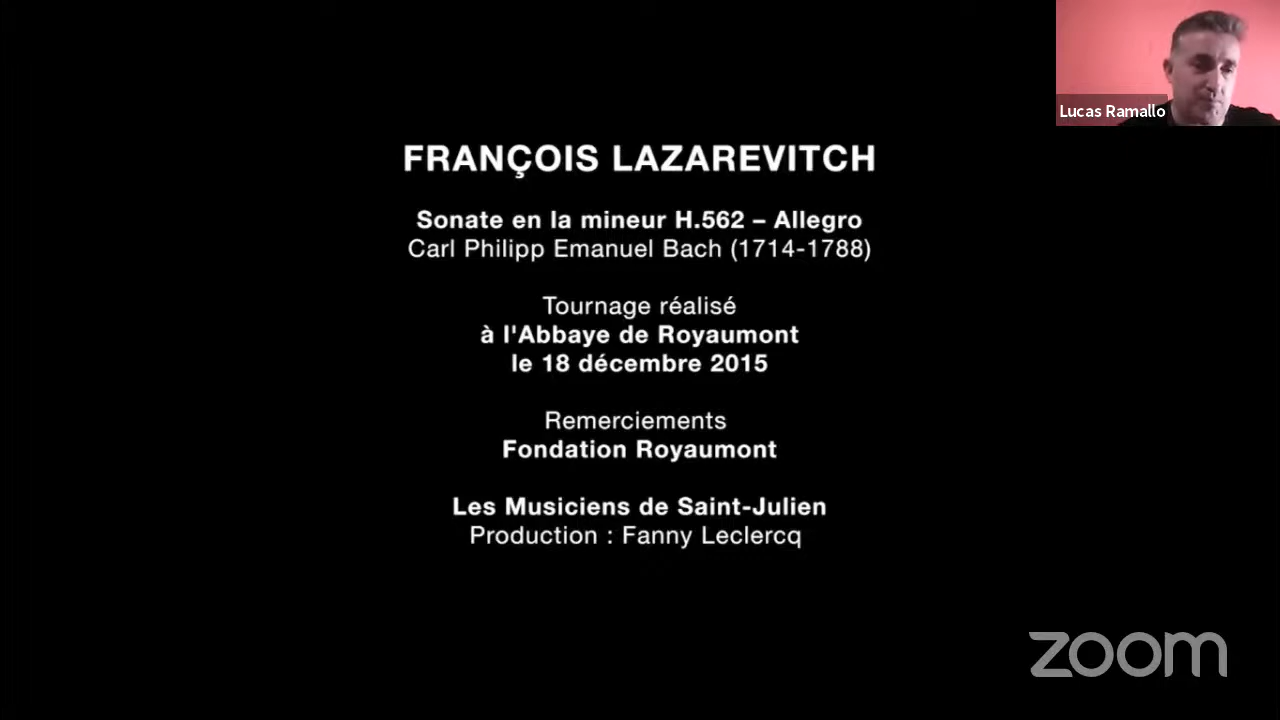 Lucas Ramallo
FRANÇOIS LAZAREVITCH
Sonate en la mineur H.562 – Allegro
Carl Philipp Emanuel Bach (1714-1788)
Tournage réalisé
à l'Abbaye de Royaumont
le 18 décembre 2015
Remerciements
Fondation Royaumont
Les Musiciens de Saint-Julien
Production : Fanny Leclercq
zoom